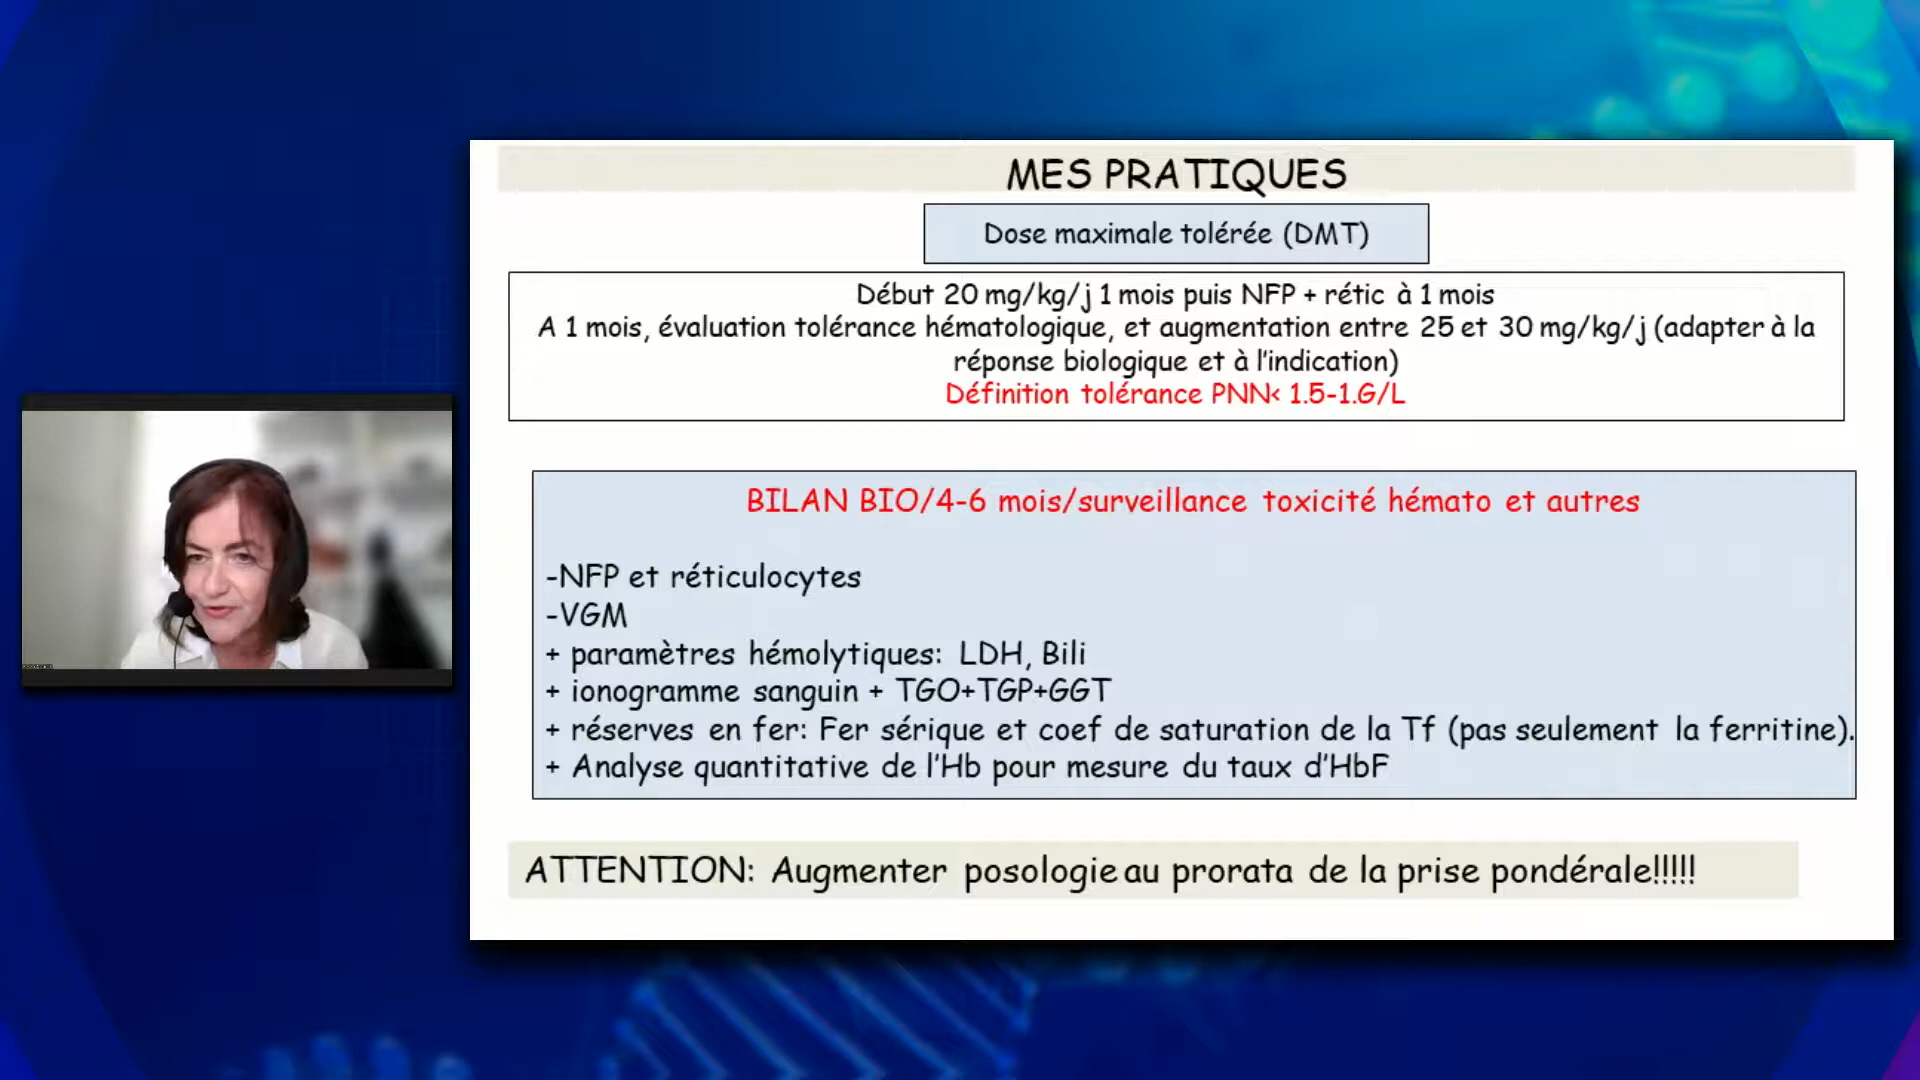 MES PRATIQUES
Dose maximale tolérée (DMT)
Début 20 mg/kg/j 1 mois puis NFP + rétic à 1 mois
A 1 mois, évaluation tolérance hématologique, et augmentation entre 25 et 30 mg/kg/j (adapter à la
réponse biologique et à l'indication)
Définition tolérance PNN< 1.5-1.G/L
BILAN BIO/4-6 mois/surveillance toxicité hémato et autres
-NFP et réticulocytes
-VGM
+ paramètres hémolytiques: LDH, Bili
+ ionogramme sanguin + TGO+TGP+GGT
+ réserves en fer: Fer sérique et coef de saturation de la Tf (pas seulement la ferritine).
+ Analyse quantitative de l'Hb pour mesure du taux d'HbF
ATTENTION: Augmenter posologie au prorata de la prise pondérale!!!!!